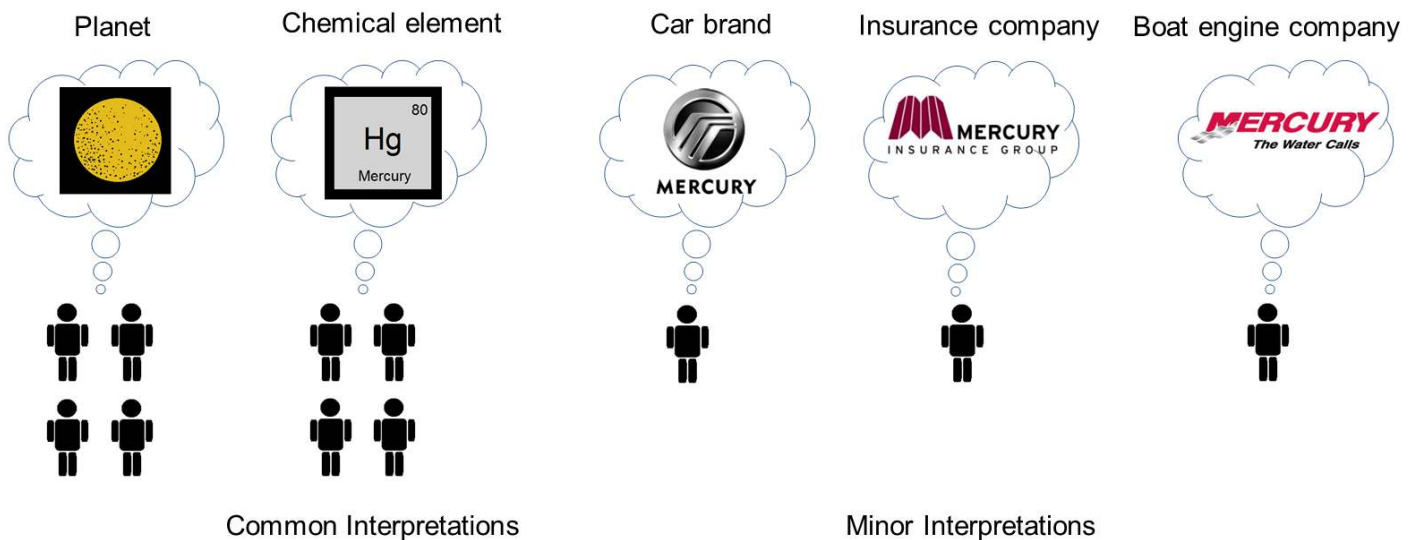 Planet
Chemical element
Car brand
Insurance company
Boat engine company
80
Hg
Mercury
MERCURY
MERCURY
INSURANCE GROUP
MERCURY
The Water Calls
Common Interpretations
Minor Interpretations